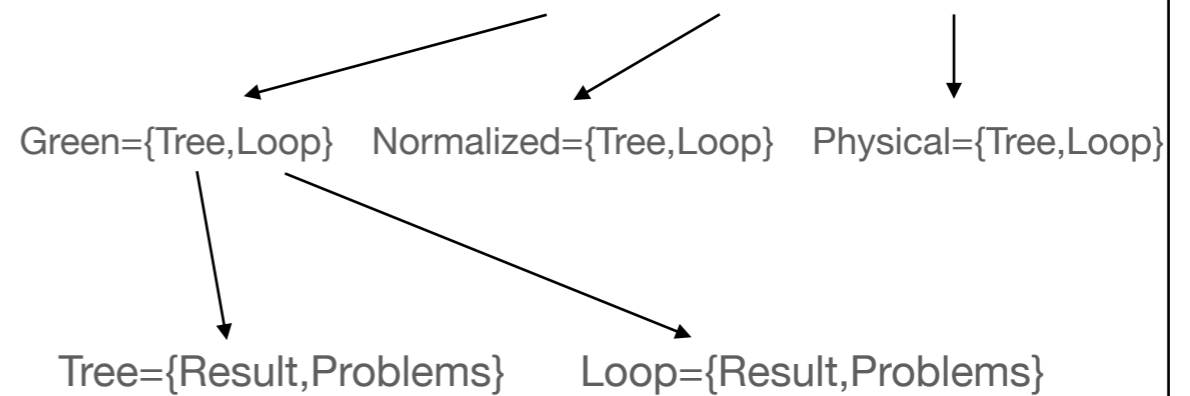 Green={Tree,Loop} Normalized={Tree,Loop} Physical={Tree,Loop}
Tree={Result,Problems} Loop={Result,Problems}